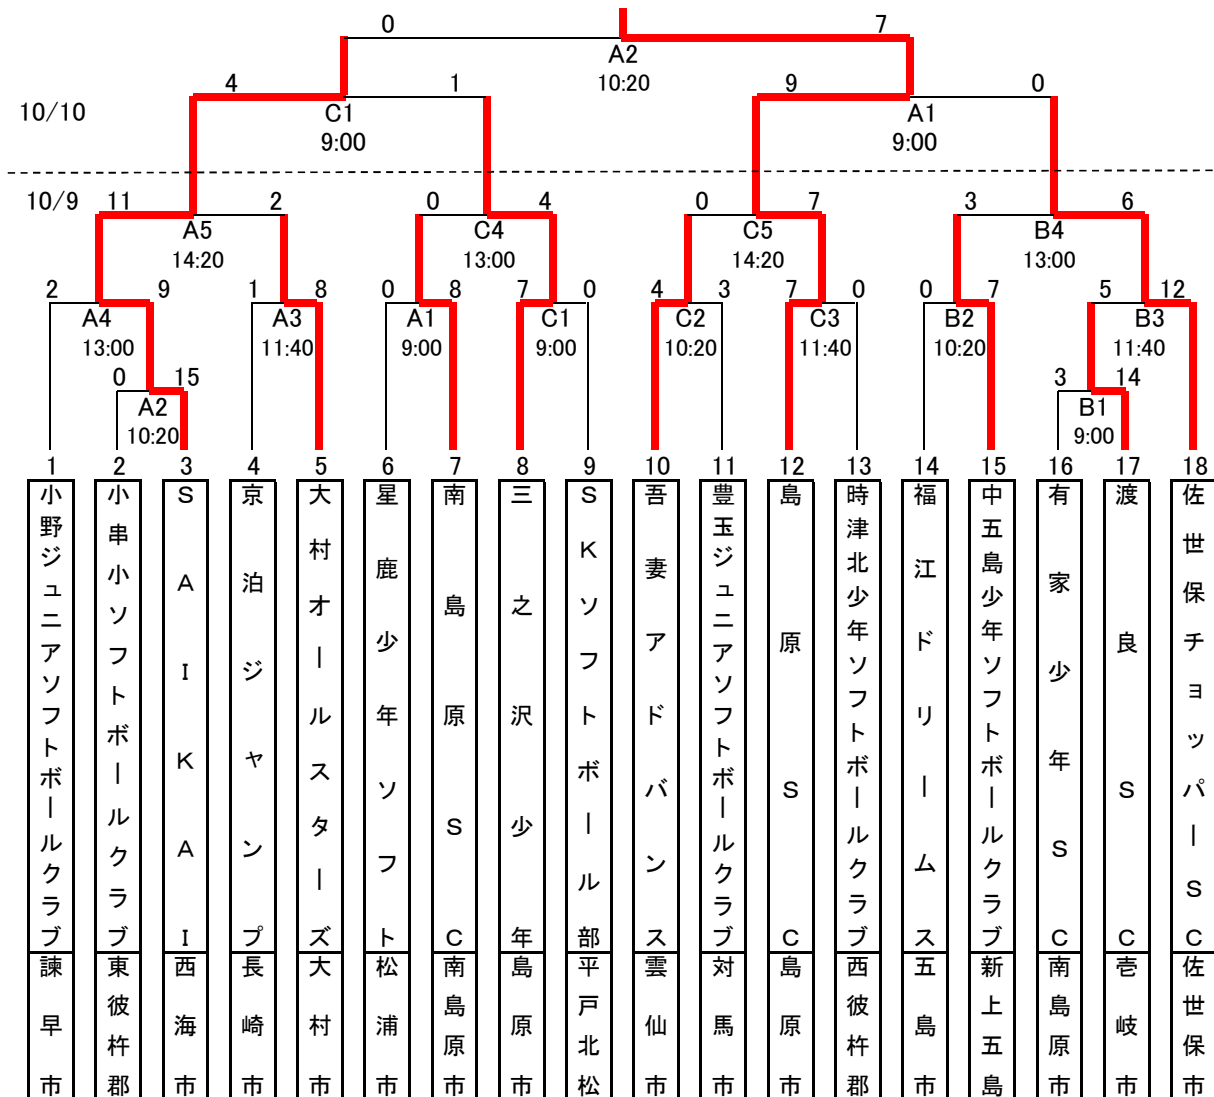 0 7
A2
10:20
4 1 9 0
10/10
C1 A1
9:00 9:00
10/9 11 2 0 4 0 7 3 6
A5 C4 C5 B4
14:20 13:00 14:20 13:00
2 9 1 8 0 8 7 0 4 3 7 0 0 7 5 12
A4 A3 A1 C1 C2 C3 B2 B3
13:00 11:40 9:00 9:00 10:20 11:40 10:20 11:40
0 15 3 14
A2 B1
10:20 9:00
1 2 3 4 5 6 7 8 9 10 11 12 13 14 15 16 17 18
小野ジュニアソフトボールクラブ
諫早市
小串小ソフトボールクラブ
東彼杵郡
SAIKAI
西海市
京泊ジャンプ
長崎市
大村オールスターズ
大村市
星鹿少年ソフト
松浦市
南島原SC
南島原市
三之沢少年
島原市
SKソフトボール部
平戸北松
吾妻アドバンス
雲仙市
豊玉ジュニアソフトボールクラブ
対馬市
島原SC
島原市
時津北少年ソフトボールクラブ
西彼杵郡
福江ドリームス
五島市
中五島少年ソフトボールクラブ
新上五島
有家少年SC
南島原市
渡良SC
壱岐市
佐世保チョッパーSC
佐世保市